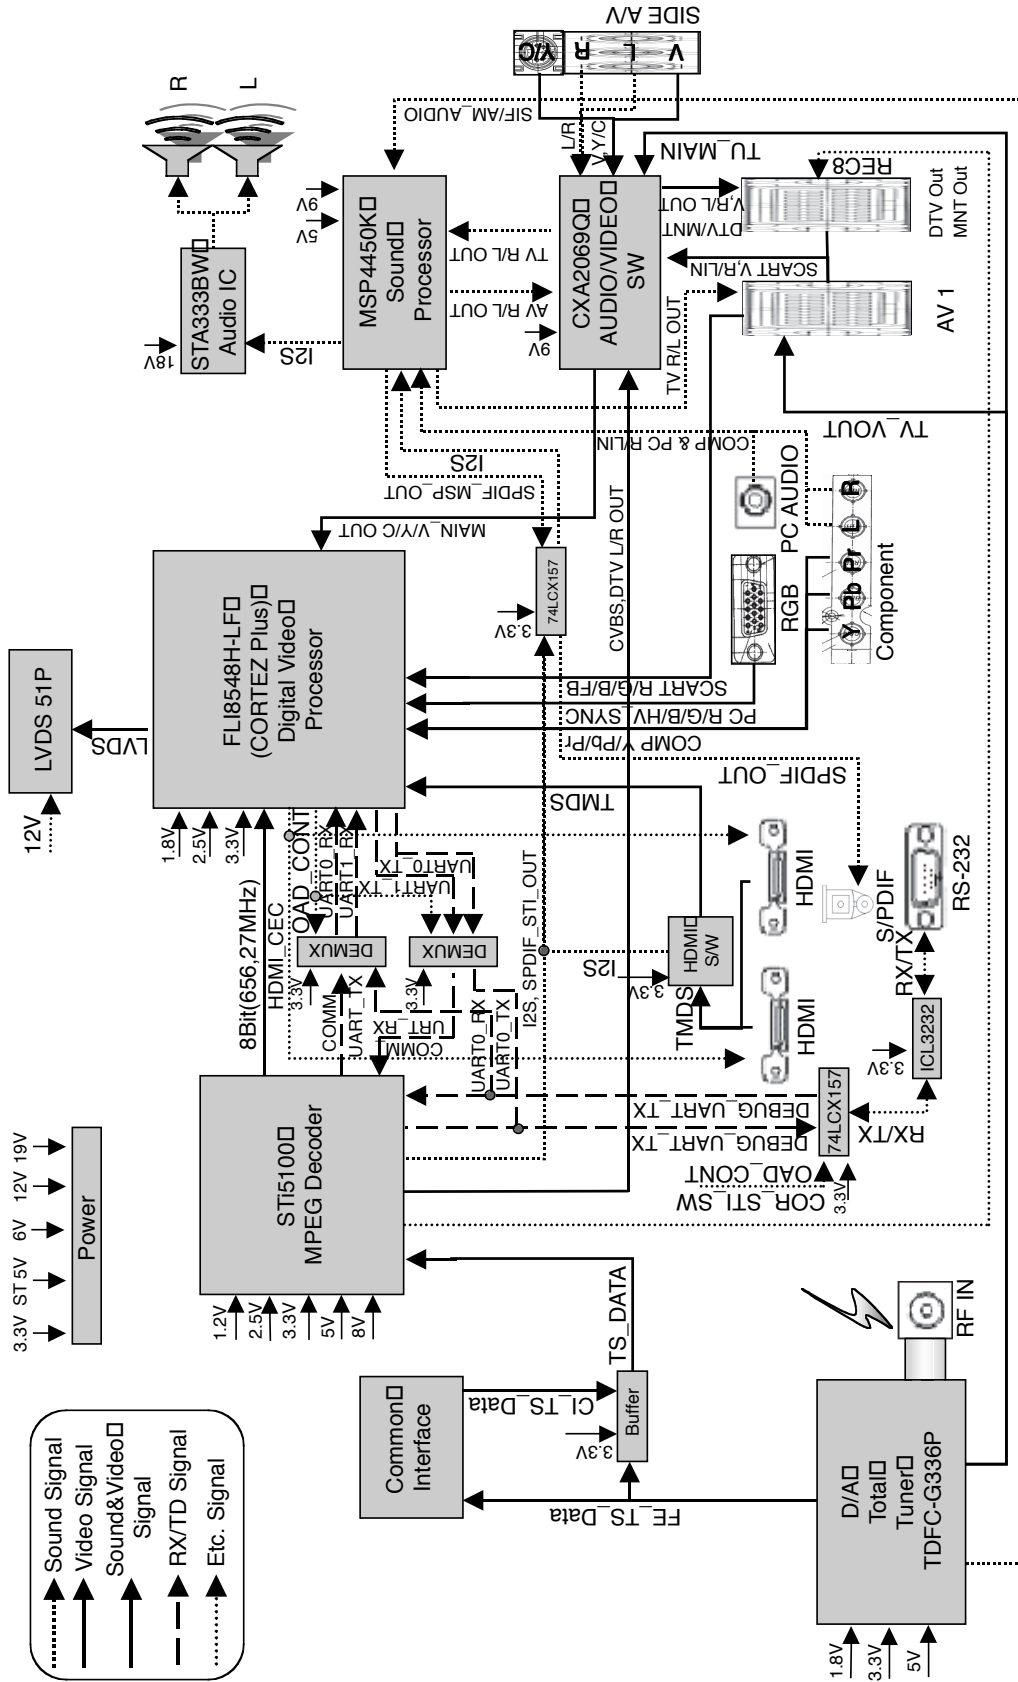 Sound Signal
Video Signal
Sound&Video□
Signal
RX/TD Signal
Etc. Signal
3.3V
ST 5V
6V
12V
19V
Power
12V
LVDS 51P
LVDS
18V
STA333BW□
Audio IC
R
L
I2S
1.2V
2.5V
3.3V
5V
8V
STi5100□
MPEG Decoder
8Bit(656,27MHz)
HDMI_CEC
OAD_CONT
1.8V
2.5V
3.3V
FLI8548H-LF□
(CORTEZ Plus)□
Digital Video□
Processor
UART0_RX
UART1_RX
UART1_TX
UART0_TX
3.3V
DEMUX
3.3V
DEMUX
COMM
UART_TX
URT_RX
COMM
UART0_RX
UART0_TX
I2S, SPDIF_STI_OUT
9V
5V
MSP4450K□
Sound□
Processor
SIF/AM_AUDIO
TV R/L OUT
AV R/L OUT
I2S
SPDIF_MSP_OUT
MAIN_V/Y/C OUT
3.3V
74LCX157
COMP & PC R/LIN
CVBS,DTV L/R OUT
9V
CXA2069Q□
AUDIO/VIDEO□
SW
L/R
V,Y/C
SIDE A/V
Y/C
R
L
V
TU_MAIN
V,R/L OUT
DTV/MNT
SCART V,R/LIN
TV R/L OUT
REC8
DTV Out
MNT Out
AV 1
TV_VOUT
PC AUDIO
RGB
Y
Pb
Pr
L
R
Component
SCART R/G/B/FB
PC R/G/B/HV_SYNC
COMP Y/Pb/Pr
TMDS
SPDIF_OUT
I2S
3.3V
HDMI□
S/W
TMDS
HDMI
HDMI
S/PDIF
RS-232
RX/TX
3.3V
ICL3232
RX/TX
DEBUG_UART_TX
DEBUG_UART_TX
74LCX157
OAD_CONT
COR_STI_SW
3.3V
Common□
Interface
CI_TS_Data
TS_DATA
3.3V
Buffer
FE_TS_Data
1.8V
3.3V
5V
D/A□
Total□
Tuner□
TDFC-G336P
RF IN